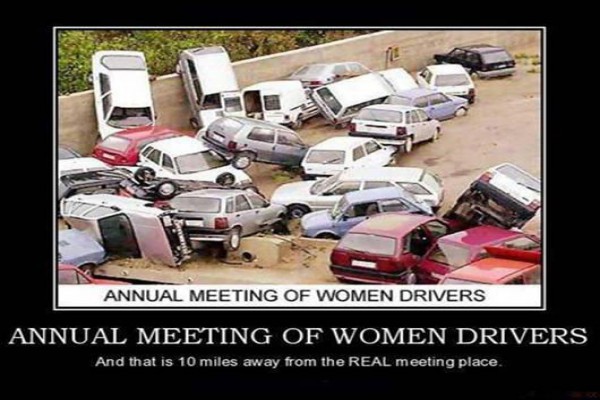 ANNUAL MEETING OF WOMEN DRIVERS
ANNUAL MEETING OF WOMEN DRIVERS
And that is 10 miles away from the REAL meeting place.